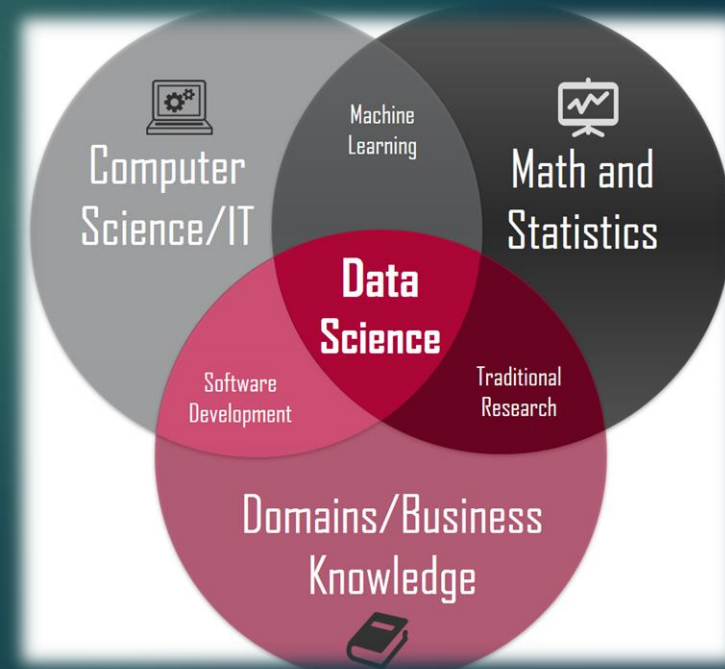 Machine
Learning
Computer
Science/IT
Math and
Statistics
Data
Science
Software
Development
Traditional
Research
Domains/Business
Knowledge